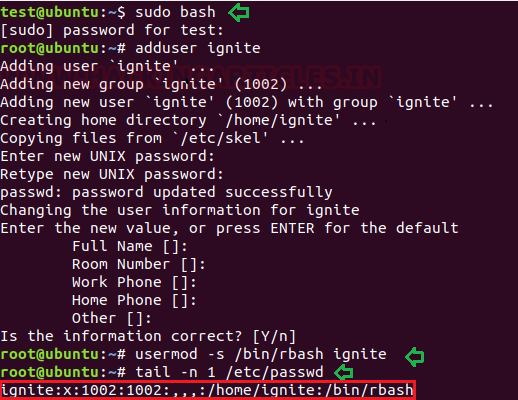 test@ubuntu:~$ sudo bash
[sudo] password for test:
root@ubuntu:~# adduser ignite
Adding user `ignite' ...
Adding new group `ignite' (1002) ...
Adding new user `ignite' (1002) with group `ignite' ...
Creating home directory `/home/ignite' ...
Copying files from `/etc/skel' ...
Enter new UNIX password:
Retype new UNIX password:
passwd: password updated successfully
Changing the user information for ignite
Enter the new value, or press ENTER for the default
Full Name []:
Room Number []:
Work Phone []:
Home Phone []:
Other []:
Is the information correct? [Y/n]
root@ubuntu:~# usermod -s /bin/rbash ignite
root@ubuntu:~# tail -n 1 /etc/passwd
ignite:x:1002:1002:,,,:/home/ignite:/bin/rbash